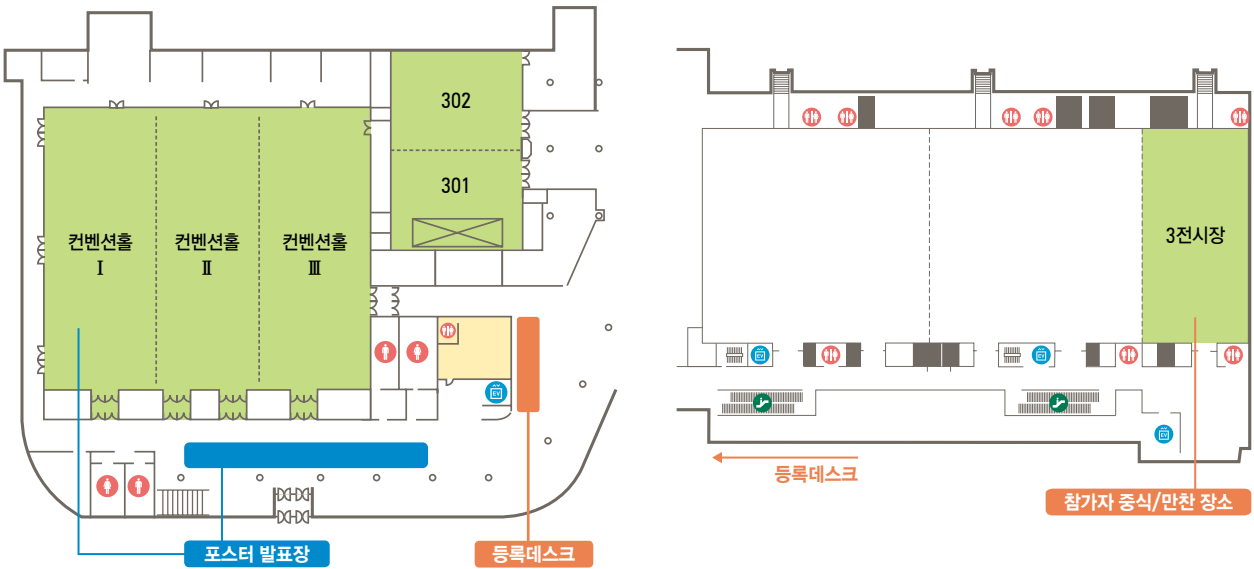 302
301
컨벤션홀
Ⅰ
컨벤션홀
Ⅱ
컨벤션홀
Ⅲ
EV
포스터 발표장
등록데스크
3전시장
EV
EV
EV
등록데스크
참가자 중식/만찬 장소